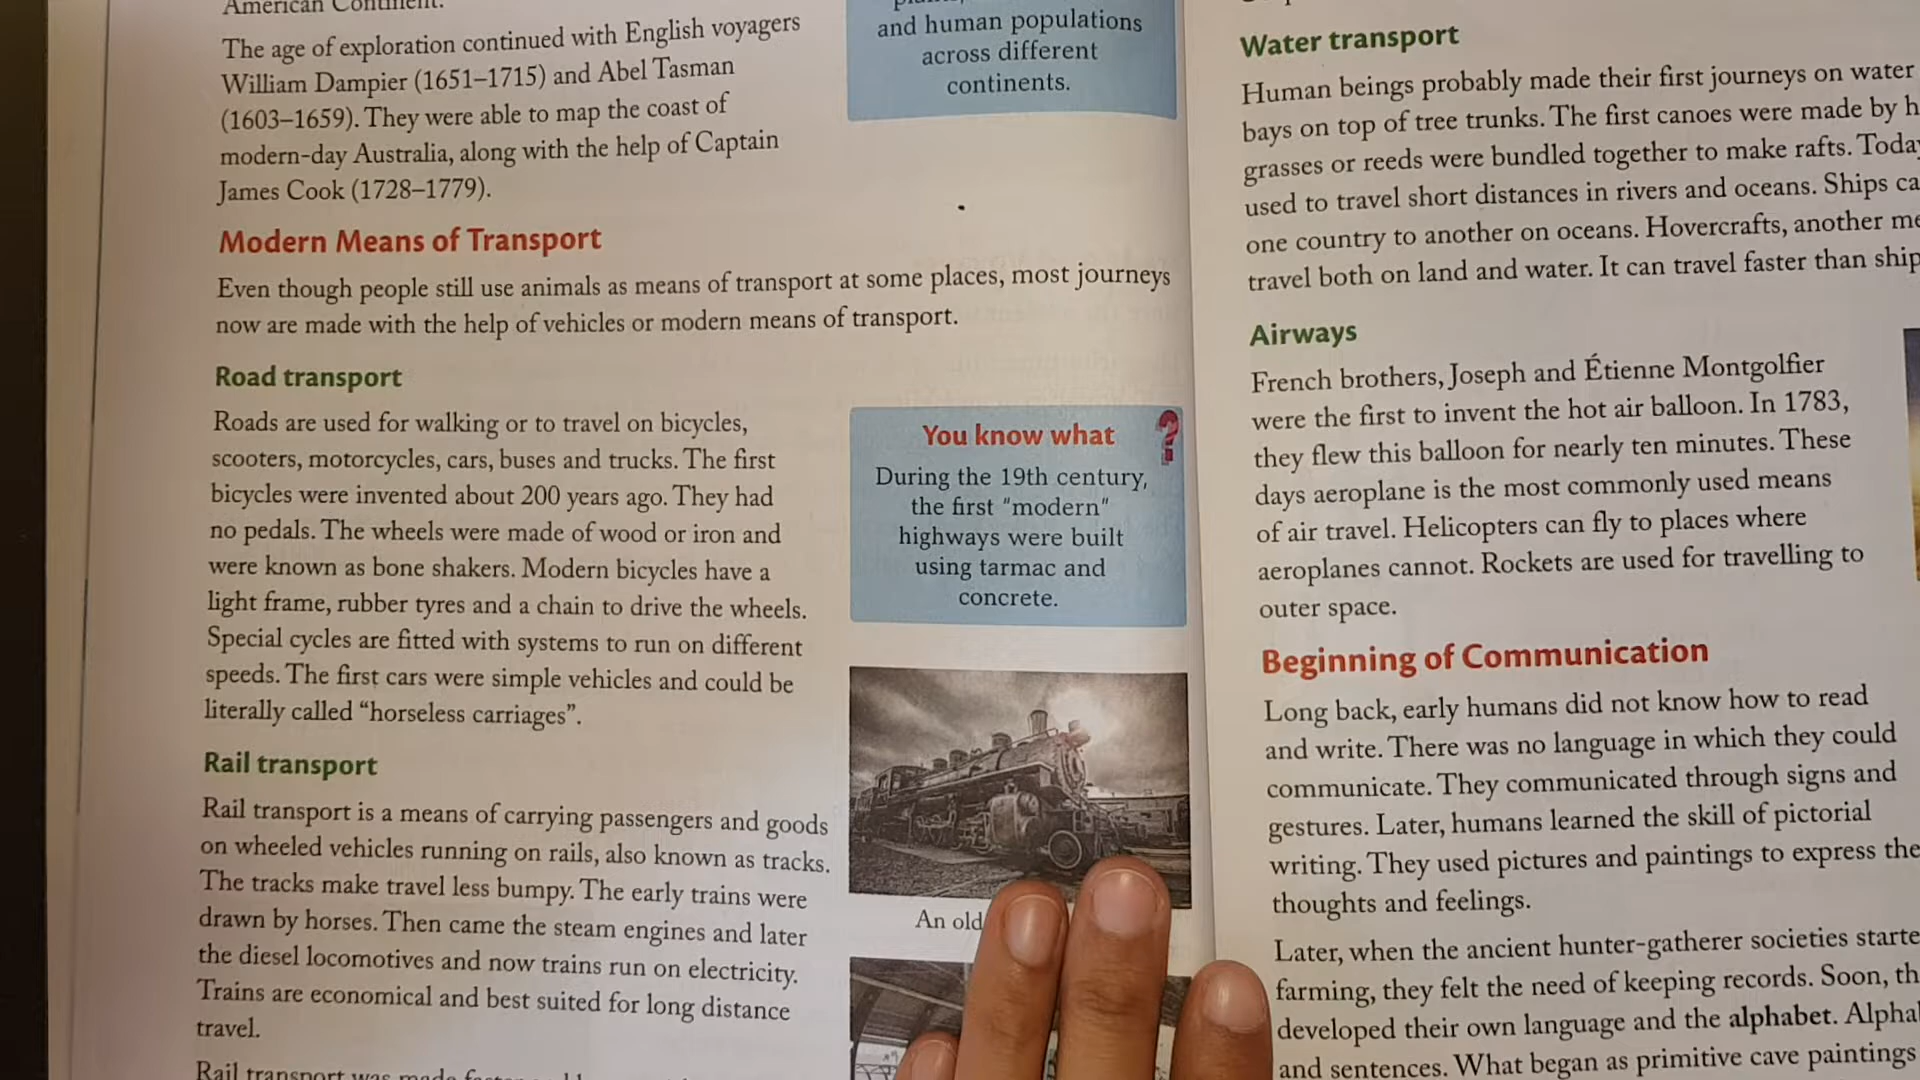 American Continent.
The age of exploration continued with English voyagers
William Dampier (1651–1715) and Abel Tasman
(1603–1659). They were able to map the coast of
modern-day Australia, along with the help of Captain
James Cook (1728–1779).
and human populations
across different
continents.
Modern Means of Transport
Even though people still use animals as means of transport at some places, most journeys
now are made with the help of vehicles or modern means of transport.
Road transport
Roads are used for walking or to travel on bicycles,
scooters, motorcycles, cars, buses and trucks. The first
bicycles were invented about 200 years ago. They had
no pedals. The wheels were made of wood or iron and
were known as bone shakers. Modern bicycles have a
light frame, rubber tyres and a chain to drive the wheels.
Special cycles are fitted with systems to run on different
speeds. The first cars were simple vehicles and could be
literally called “horseless carriages”.
You know what
?
During the 19th century,
the first "modern"
highways were built
using tarmac and
concrete.
Rail transport
Rail transport is a means of carrying passengers and goods
on wheeled vehicles running on rails, also known as tracks.
The tracks make travel less bumpy. The early trains were
drawn by horses. Then came the steam engines and later
the diesel locomotives and now trains run on electricity.
Trains are economical and best suited for long distance
travel.
Rail transport was made
An old
Water transport
Human beings probably made their first journeys on water
bays on top of tree trunks. The first canoes were made by h
grasses or reeds were bundled together to make rafts. Today
used to travel short distances in rivers and oceans. Ships ca
one country to another on oceans. Hovercrafts, another me
travel both on land and water. It can travel faster than ship
Airways
French brothers, Joseph and Étienne Montgolfier
were the first to invent the hot air balloon. In 1783,
they flew this balloon for nearly ten minutes. These
days aeroplane is the most commonly used means
of air travel. Helicopters can fly to places where
aeroplanes cannot. Rockets are used for travelling to
outer space.
Beginning of Communication
Long back, early humans did not know how to read
and write. There was no language in which they could
communicate. They communicated through signs and
gestures. Later, humans learned the skill of pictorial
writing. They used pictures and paintings to express the
thoughts and feelings.
Later, when the ancient hunter-gatherer societies starte
farming, they felt the need of keeping records. Soon, th
developed their own language and the alphabet. Alpha
and sentences. What began as primitive cave paintings